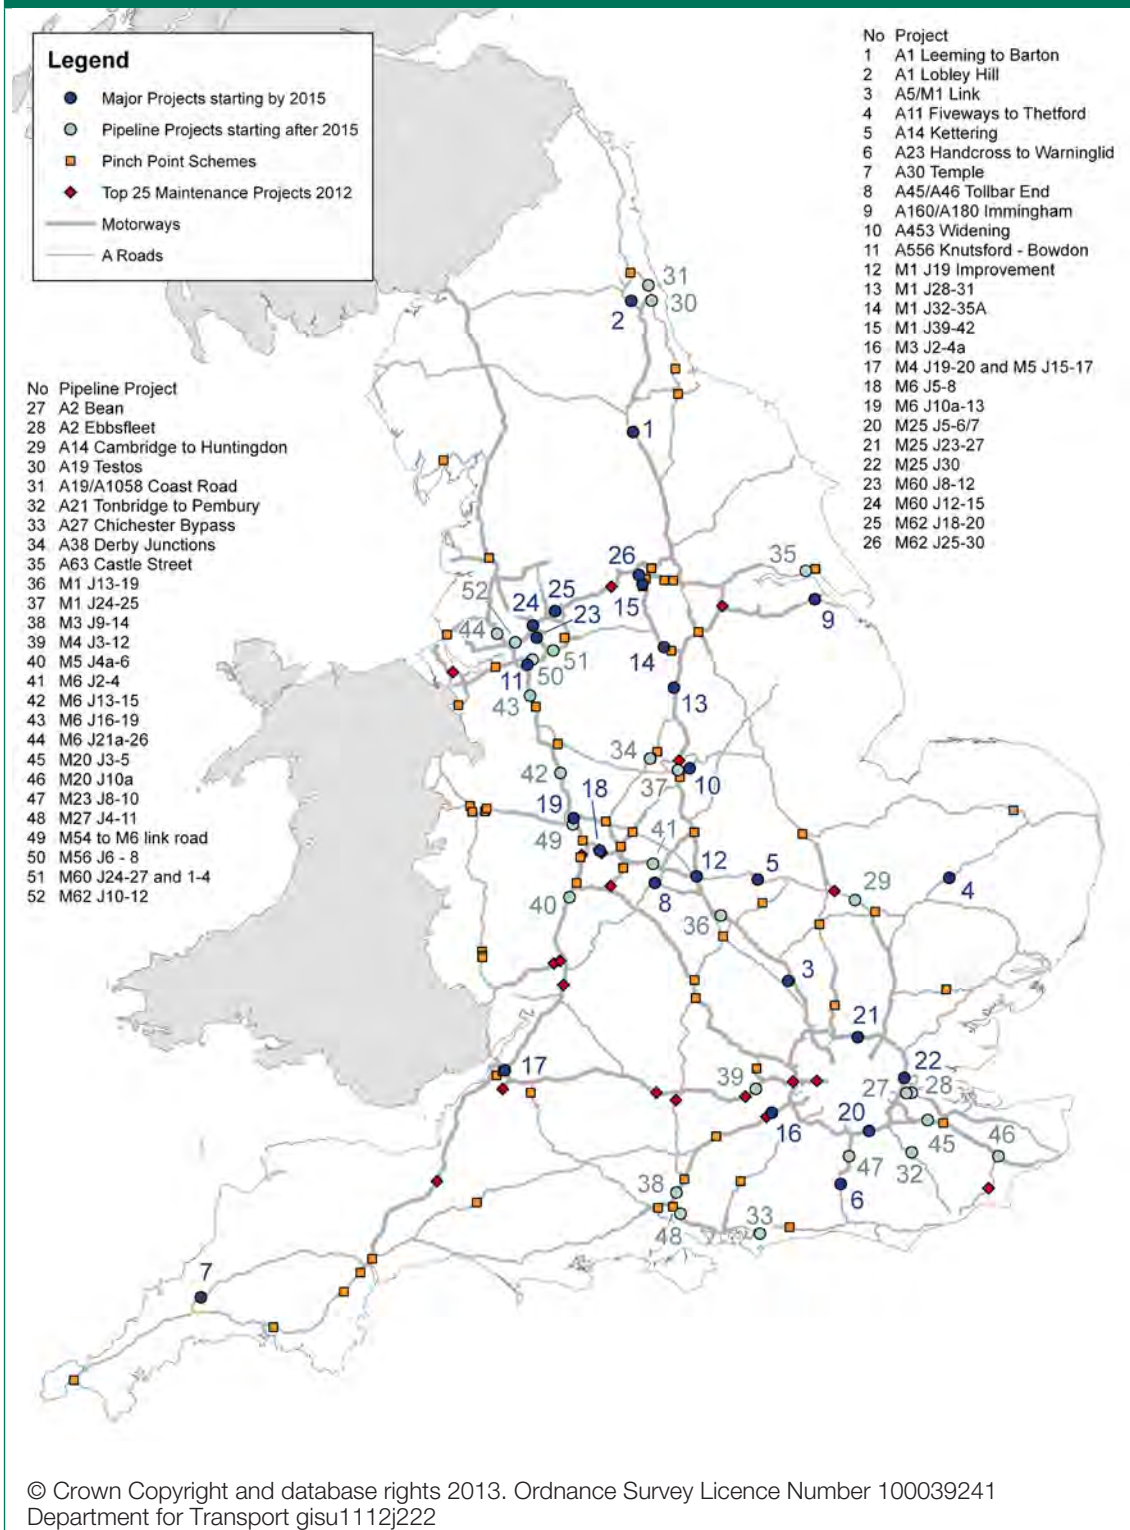 Legend
Major Projects starting by 2015
Pipeline Projects starting after 2015
Pinch Point Schemes
Top 25 Maintenance Projects 2012
Motorways
A Roads
No Project
1 A1 Leeming to Barton
2 A1 Lobley Hill
3 A5/M1 Link
4 A11 Fiveways to Thetford
5 A14 Kettering
6 A23 Handcross to Warninglid
7 A30 Temple
8 A45/A46 Tollbar End
9 A160/A180 Immingham
10 A453 Widening
11 A556 Knutsford - Bowdon
12 M1 J19 Improvement
13 M1 J28-31
14 M1 J32-35A
15 M1 J39-42
16 M3 J2-4a
17 M4 J19-20 and M5 J15-17
18 M6 J5-8
19 M6 J10a-13
20 M25 J5-6/7
21 M25 J23-27
22 M25 J30
23 M60 J8-12
24 M60 J12-15
25 M62 J18-20
26 M62 J25-30
No Pipeline Project
27 A2 Bean
28 A2 Ebbsfleet
29 A14 Cambridge to Huntingdon
30 A19 Testos
31 A19/A1058 Coast Road
32 A21 Tonbridge to Pembury
33 A27 Chichester Bypass
34 A38 Derby Junctions
35 A63 Castle Street
36 M1 J13-19
37 M1 J24-25
38 M3 J9-14
39 M4 J3-12
40 M5 J4a-6
41 M6 J2-4
42 M6 J13-15
43 M6 J16-19
44 M6 J21a-26
45 M20 J3-5
46 M20 J10a
47 M23 J8-10
48 M27 J4-11
49 M54 to M6 link road
50 M56 J6 - 8
51 M60 J24-27 and 1-4
52 M62 J10-12
31
30
2
1
26
35
52
25
24
23
15
9
44
51
14
50
11
13
43
34
42
10
37
18
19
41
49
12
5
29
4
8
40
36
3
21
22
17
39
27
28
20
16
45
46
47
32
38
6
33
48
7
© Crown Copyright and database rights 2013. Ordnance Survey Licence Number 100039241
Department for Transport gisu1112j222